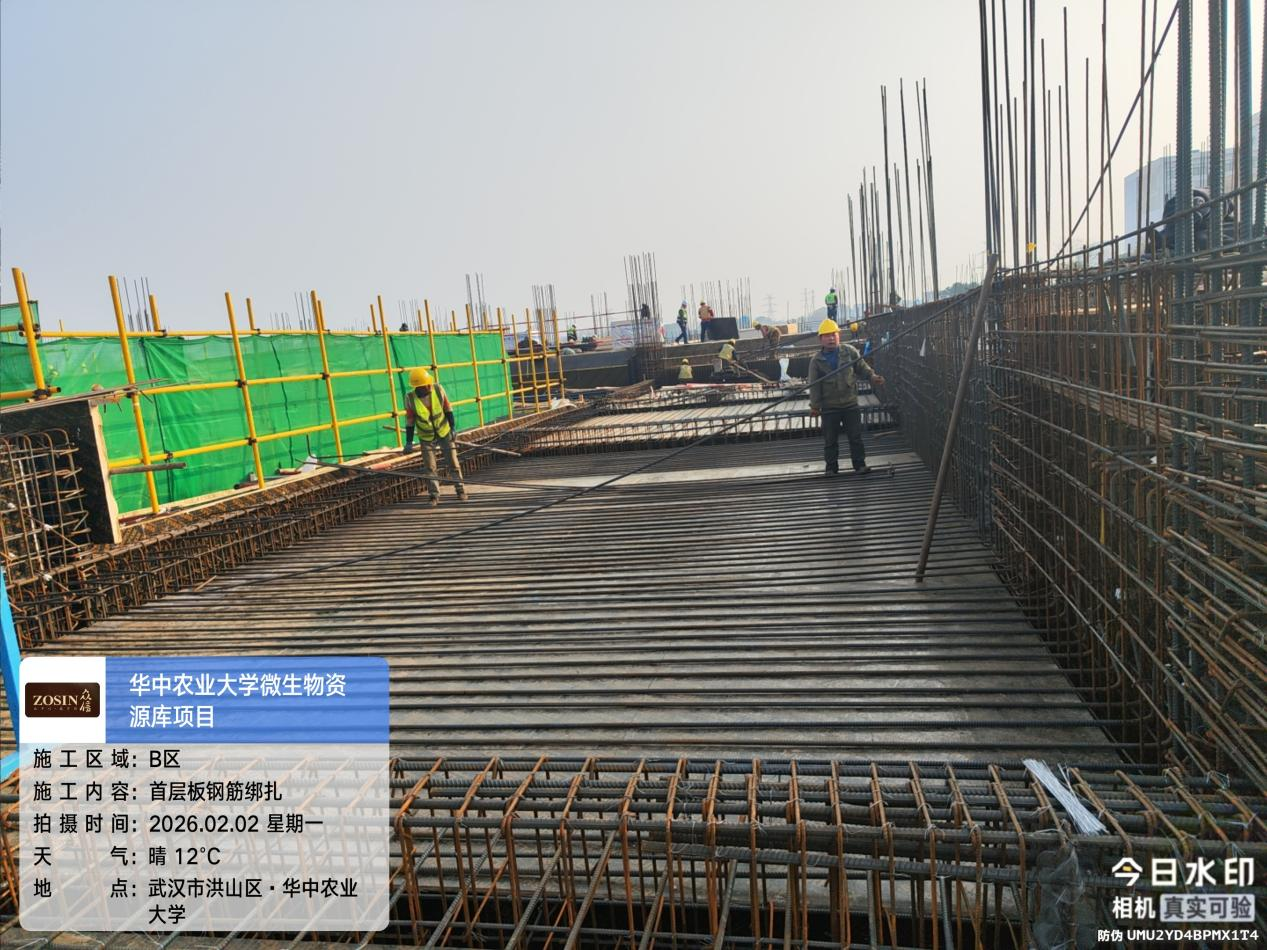 ZOSIN 众信
华中农业大学微生物资
源库项目
施工区域：B区
施工内容：首层板钢筋绑扎
拍摄时间：2026.02.02 星期一
天气：晴 12°C
地点：武汉市洪山区·华中农业
大学
今日水印
相机 真实可验
防伪 UMU2YD4BPMX1T4